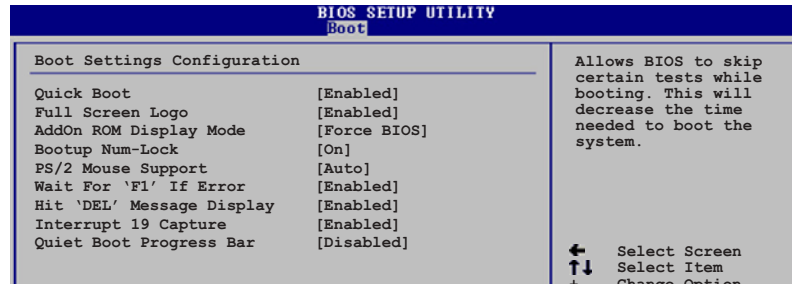 BIOS SETUP UTILITY
Boot
Boot Settings Configuration
Quick Boot [Enabled]
Full Screen Logo [Enabled]
AddOn ROM Display Mode [Force BIOS]
Bootup Num-Lock [On]
PS/2 Mouse Support [Auto]
Wait For ‘F1’ If Error [Enabled]
Hit ‘DEL’ Message Display [Enabled]
Interrupt 19 Capture [Enabled]
Quiet Boot Progress Bar [Disabled]
Allows BIOS to skip
certain tests while
booting. This will
decrease the time
needed to boot the
system.
← Select Screen
↑↓ Select Item
Change Option